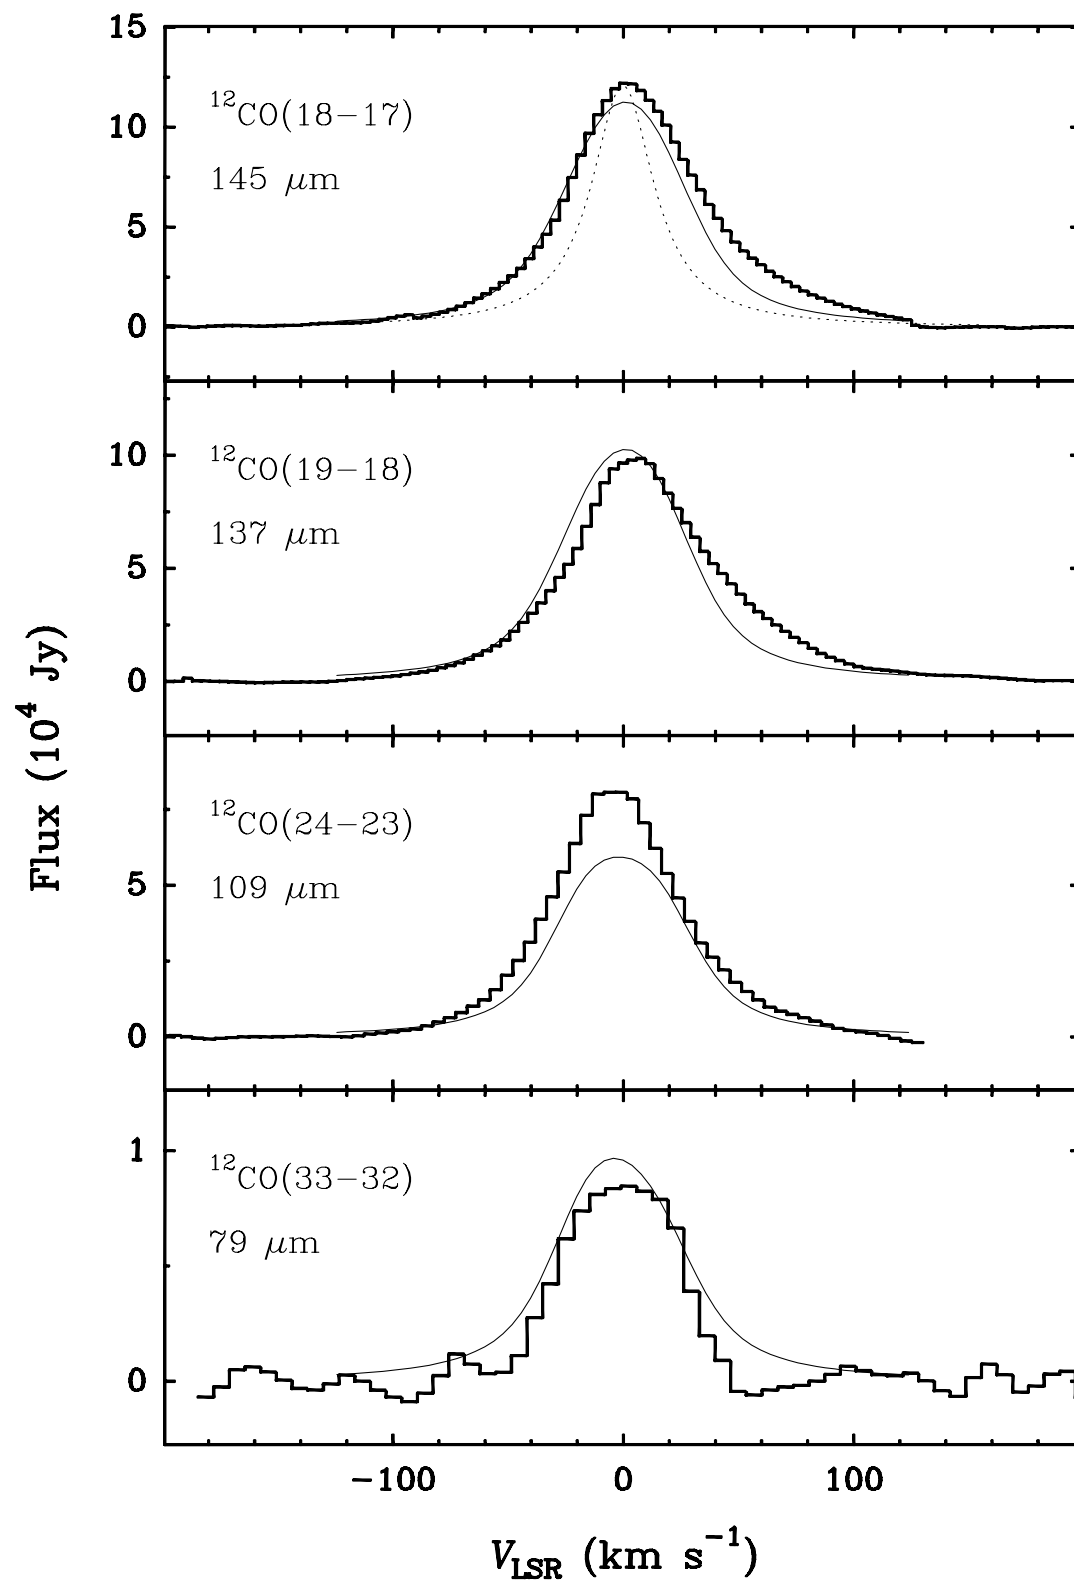 Flux (10⁴ Jy)
15
10
5
0
¹²CO(18−17)
145 μm
10
5
0
¹²CO(19−18)
137 μm
5
0
¹²CO(24−23)
109 μm
1
0
¹²CO(33−32)
79 μm
−100 0 100
V_LSR (km s⁻¹)